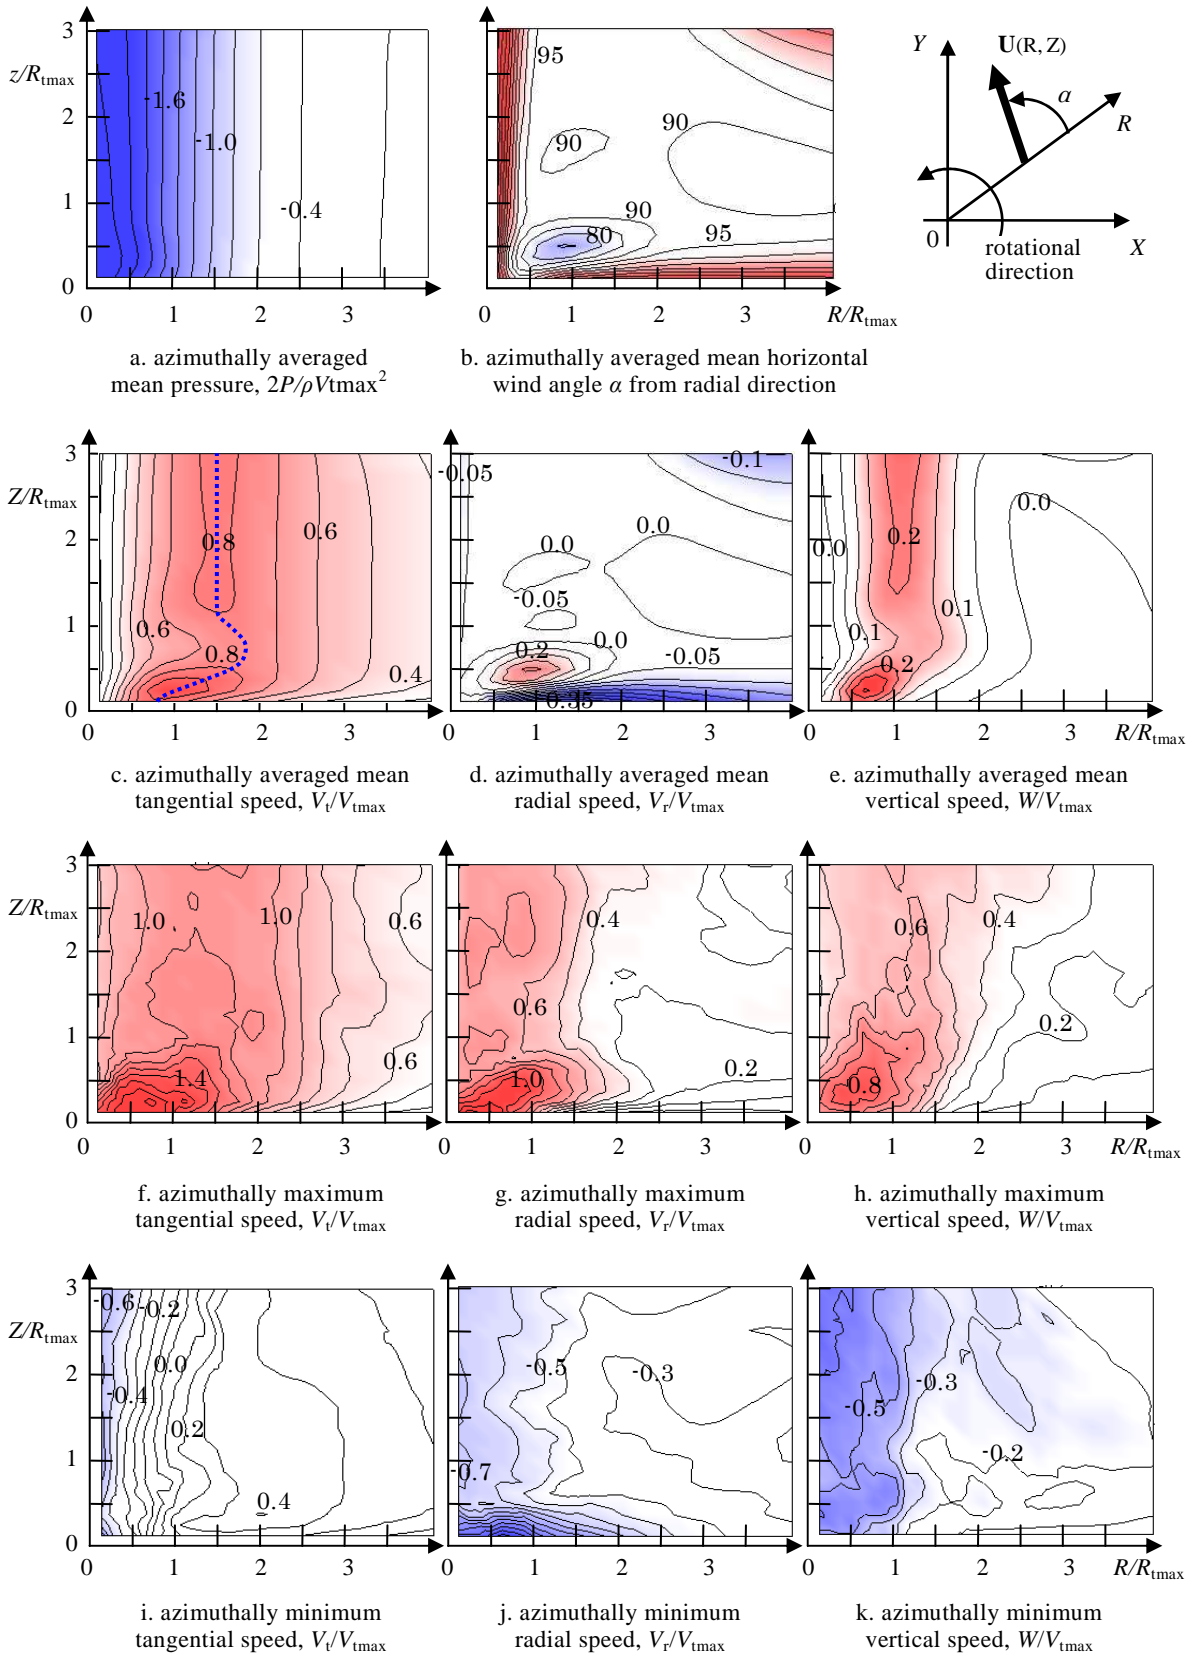 3
z/Rtmax
2
1
0
-1.6
-1.0
-0.4
0 1 2 3
a. azimuthally averaged
mean pressure, 2P/ρVtmax²
95
90
90
90
80
95
0 1 2 3 R/Rtmax
b. azimuthally averaged mean horizontal
wind angle α from radial direction
Y U(R, Z)
α
R
0 X
rotational
direction
3
Z/Rtmax
2
1
0
0.8
0.6
0.6
0.8
0.4
0 1 2 3
c. azimuthally averaged mean
tangential speed, Vt/Vtmax
-0.05
-0.1
0.0
0.0
-0.05
0.0
0.2
-0.05
0.35
0 1 2 3
d. azimuthally averaged mean
radial speed, Vr/Vtmax
0.0
0.2
0.0
0.1
0.1
0.2
0 1 2 3 R/Rtmax
e. azimuthally averaged mean
vertical speed, W/Vtmax
3
Z/Rtmax
2
1
0
1.0
1.0
0.6
0.6
1.4
0 1 2 3
f. azimuthally maximum
tangential speed, Vt/Vtmax
0.4
0.6
0.2
1.0
0 1 2 3
g. azimuthally maximum
radial speed, Vr/Vtmax
0.6
0.4
0.2
0.8
0 1 2 3 R/Rtmax
h. azimuthally maximum
vertical speed, W/Vtmax
3
Z/Rtmax
2
1
0
-0.6
-0.2
0.0
-0.4
0.2
0.4
0 1 2 3
i. azimuthally minimum
tangential speed, Vt/Vtmax
-0.5
-0.3
-0.7
0 1 2 3
j. azimuthally minimum
radial speed, Vr/Vtmax
-0.3
-0.5
-0.2
0 1 2 3 R/Rtmax
k. azimuthally minimum
vertical speed, W/Vtmax